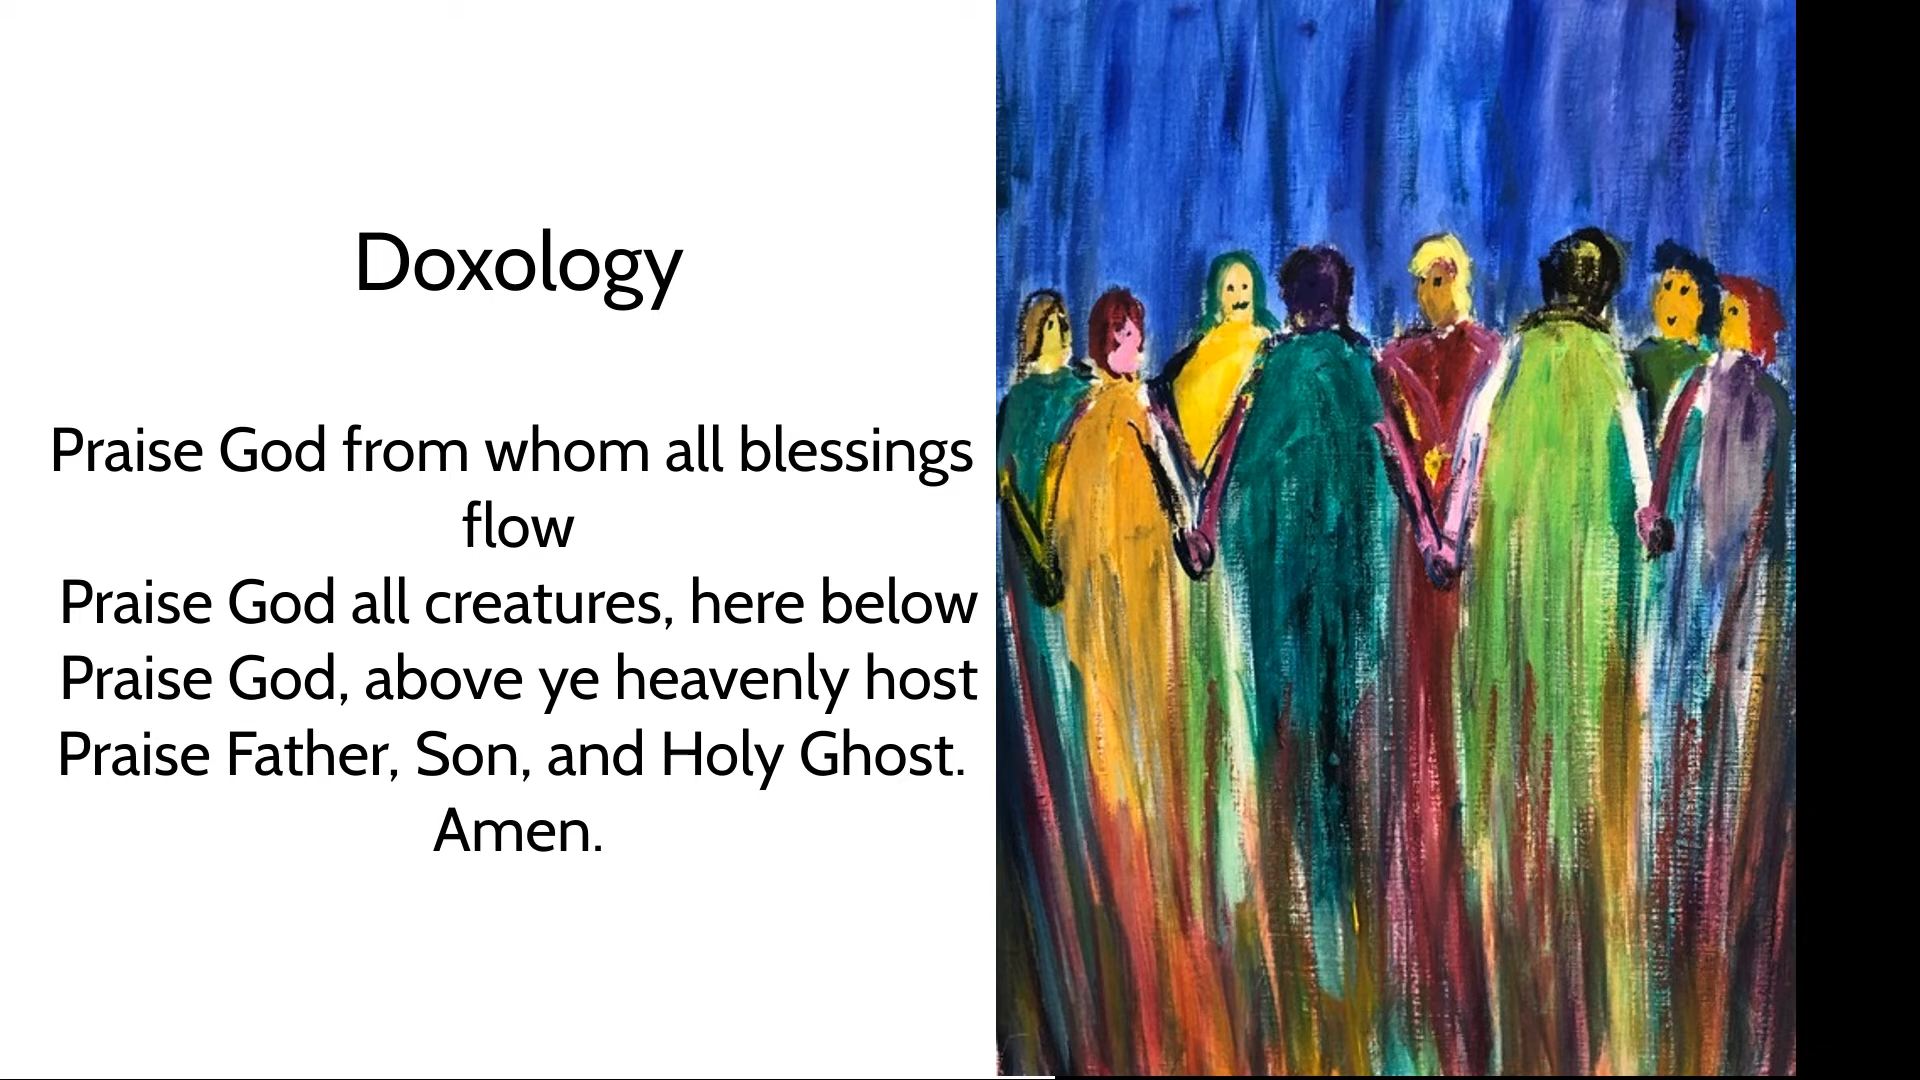 Doxology
Praise God from whom all blessings
flow
Praise God all creatures, here below
Praise God, above ye heavenly host
Praise Father, Son, and Holy Ghost.
Amen.